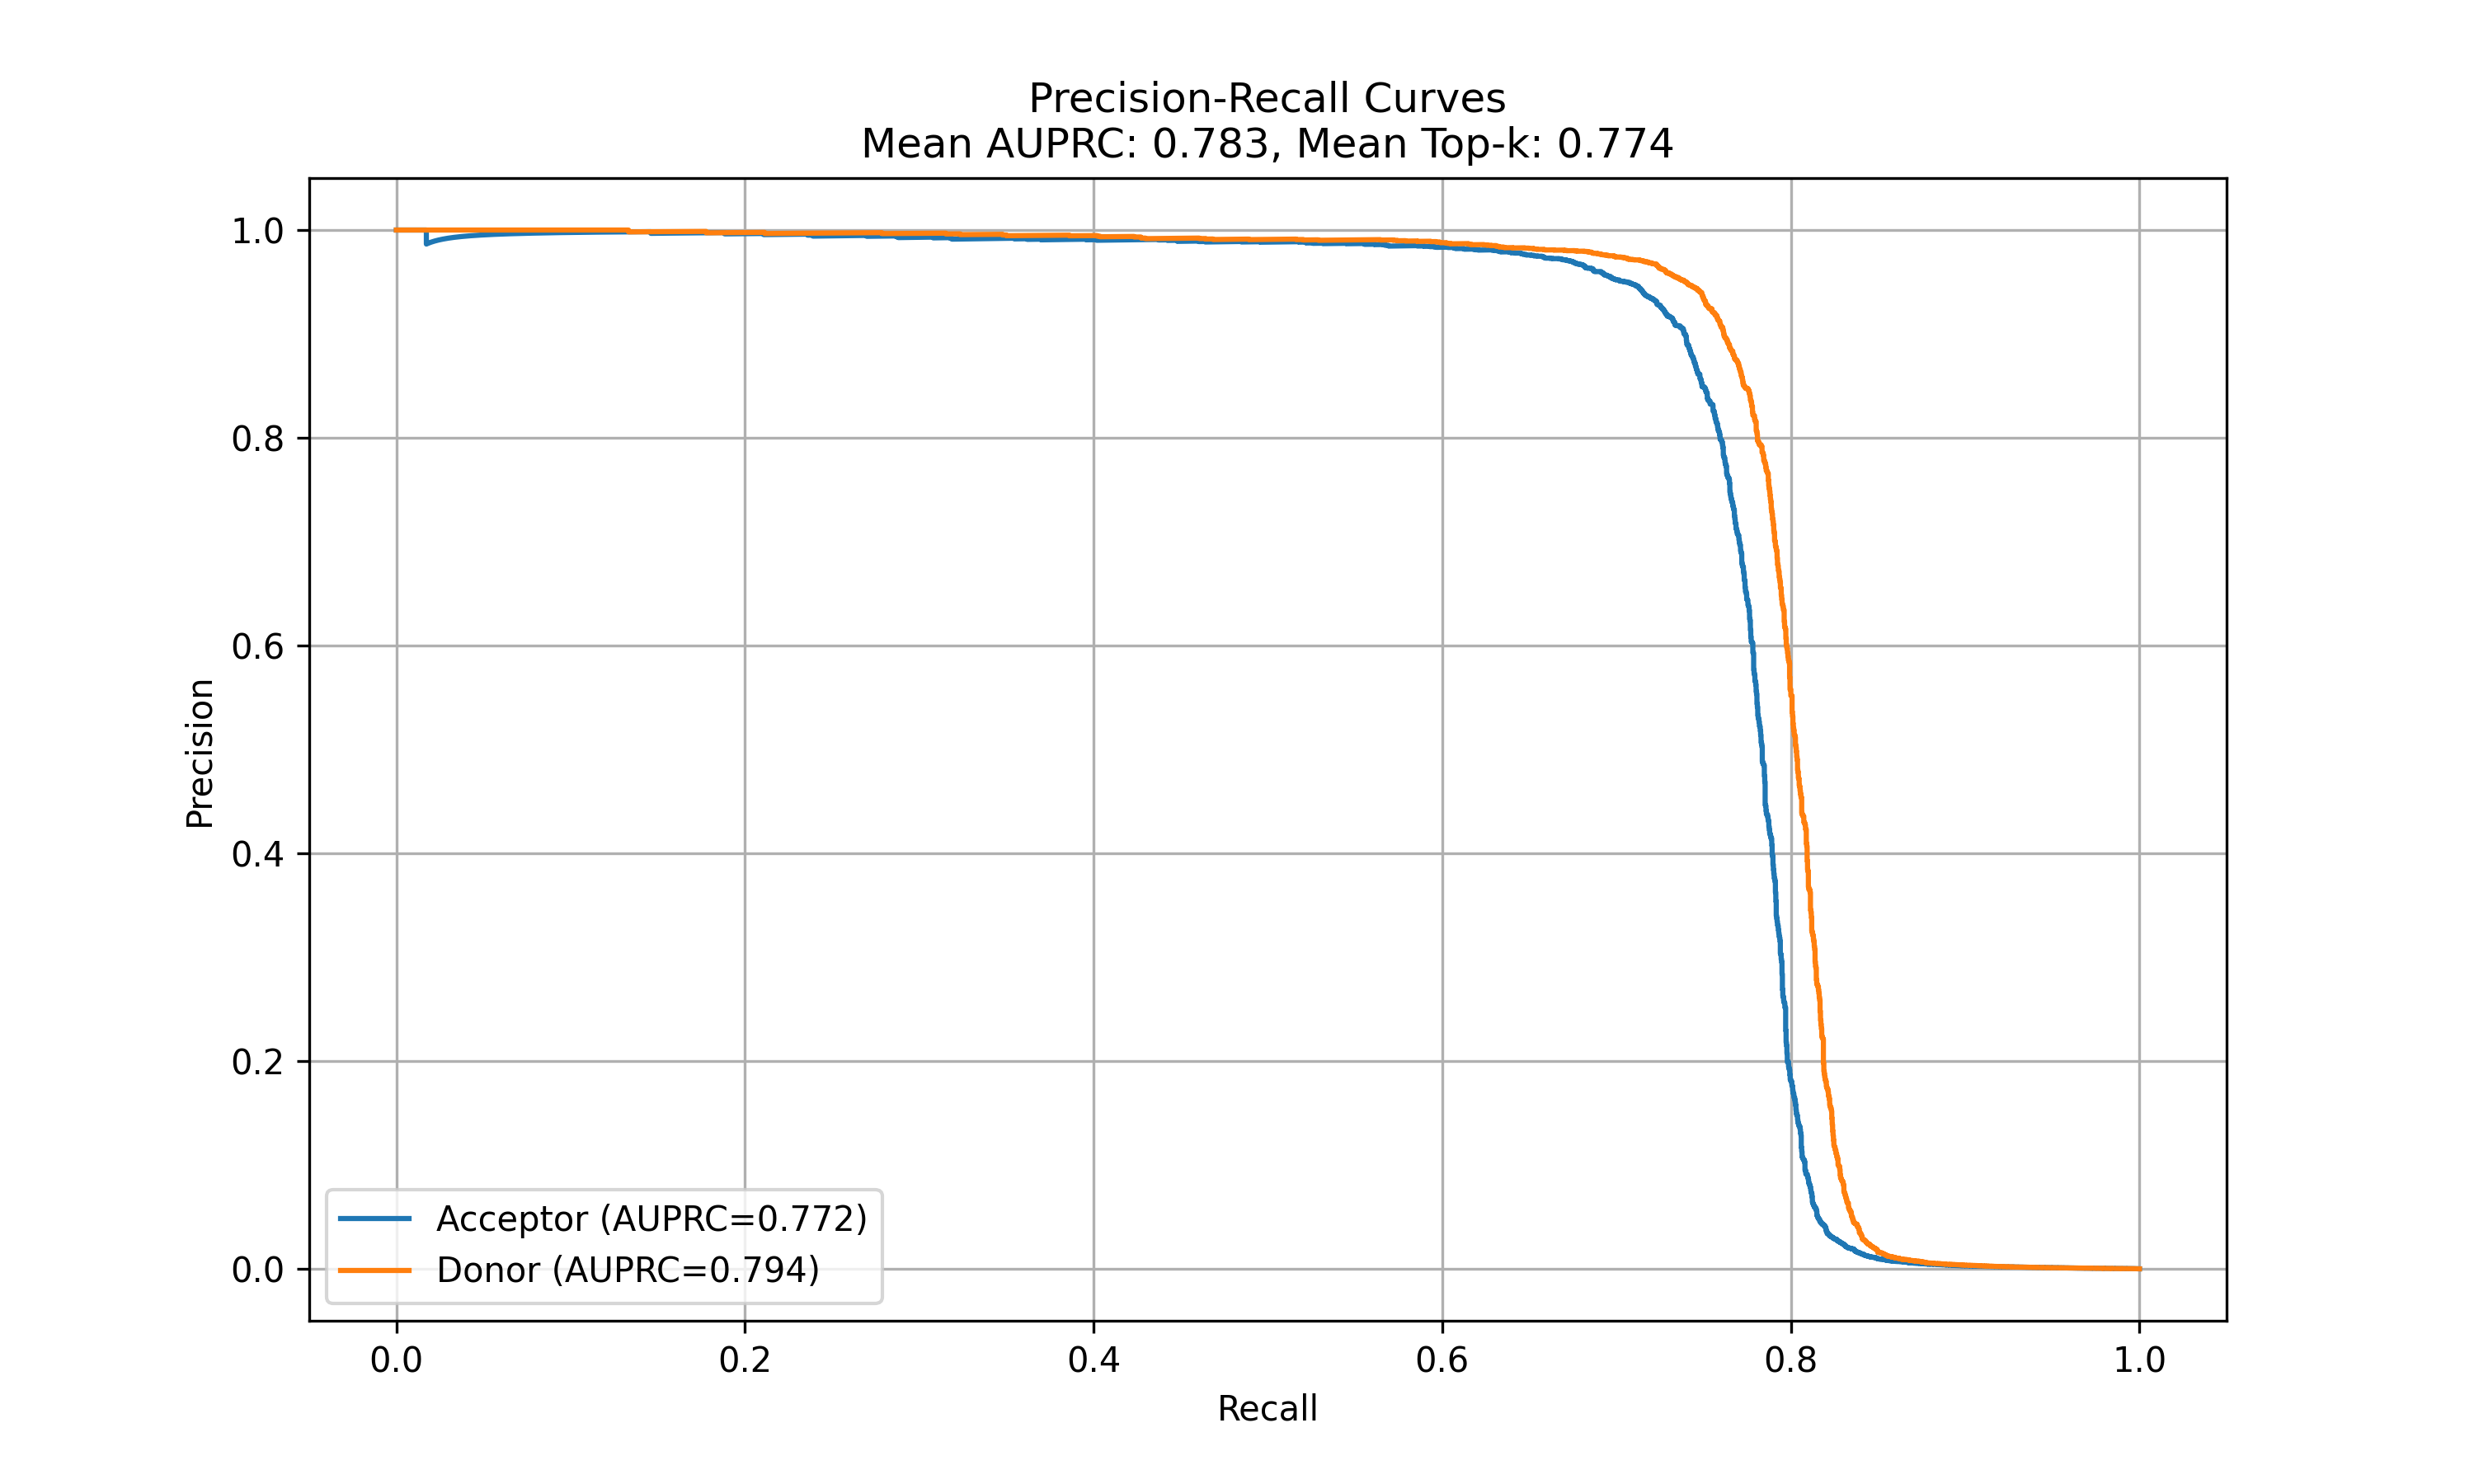 Precision-Recall Curves
Mean AUPRC: 0.783, Mean Top-k: 0.774
1.0
0.8
0.6
0.4
0.2
0.0
Precision
Acceptor (AUPRC=0.772)
Donor (AUPRC=0.794)
0.0 0.2 0.4 0.6 0.8 1.0
Recall